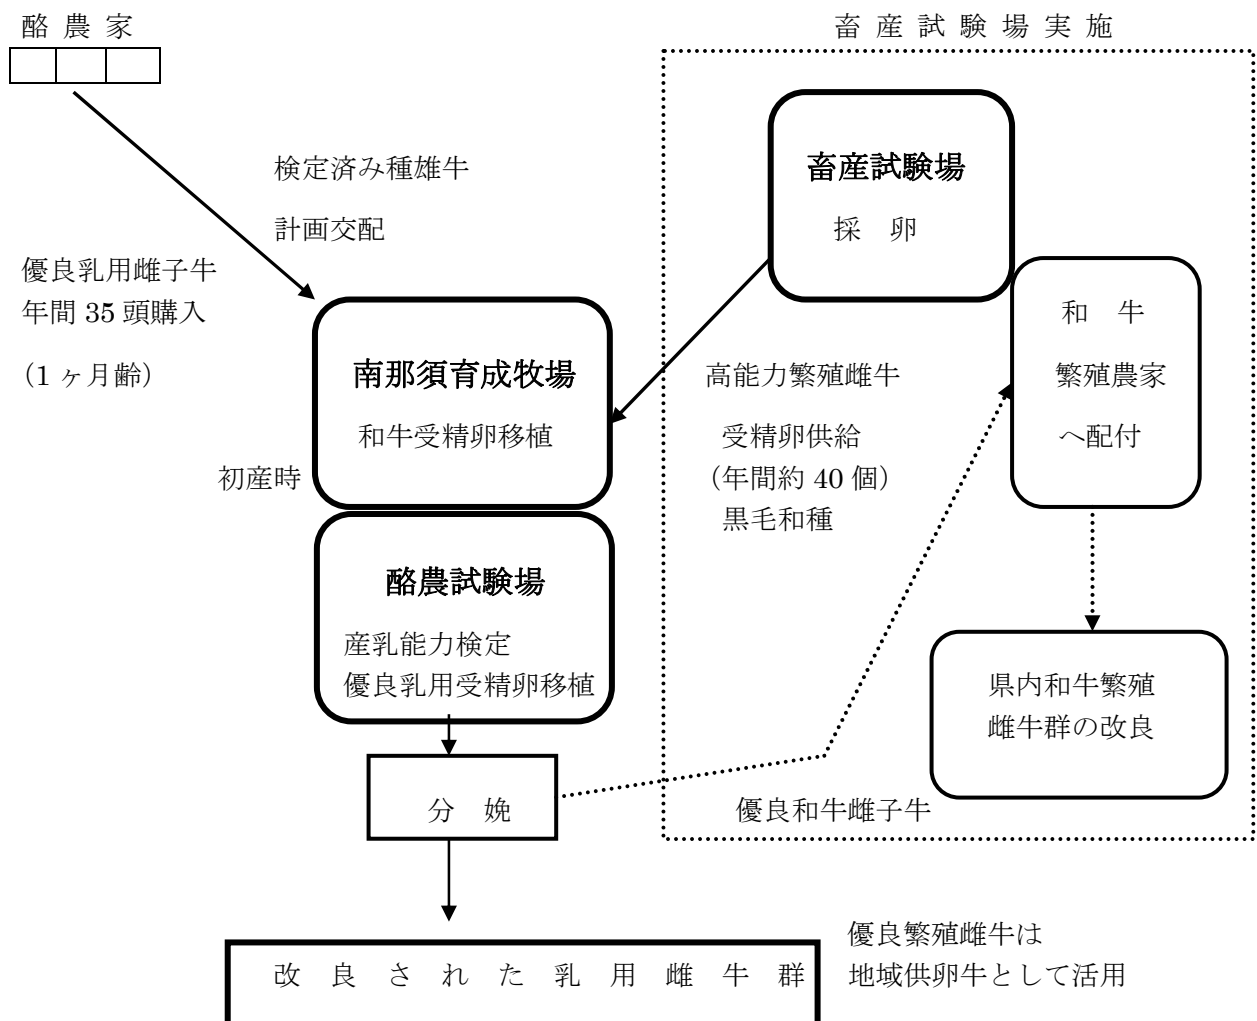 酪 農 家
畜 産 試 験 場 実 施
検定済み種雄牛
計画交配
優良乳用雌子牛
年間 35 頭購入
(1 ヶ月齢)
畜産試験場
採　卵
南那須育成牧場
和牛受精卵移植
初産時
高能力繁殖雌牛
受精卵供給
(年間約 40 個)
黒毛和種
和　牛
繁殖農家
へ配付
酪農試験場
産乳能力検定
優良乳用受精卵移植
県内和牛繁殖
雌牛群の改良
分　娩
優良和牛雌子牛
改 良 さ れ た 乳 用 雌 牛 群
優良繁殖雌牛は
地域供卵牛として活用